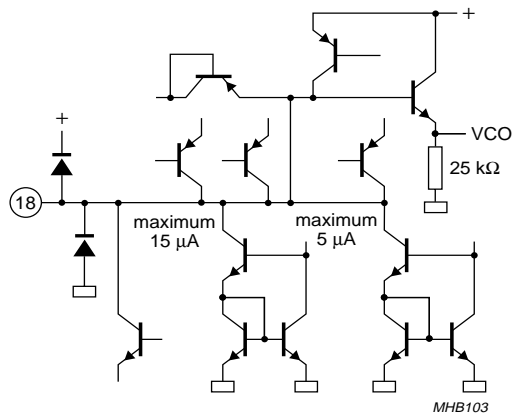 +
VCO
+
25 kΩ
18
maximum
15 μA
maximum
5 μA
MHB103